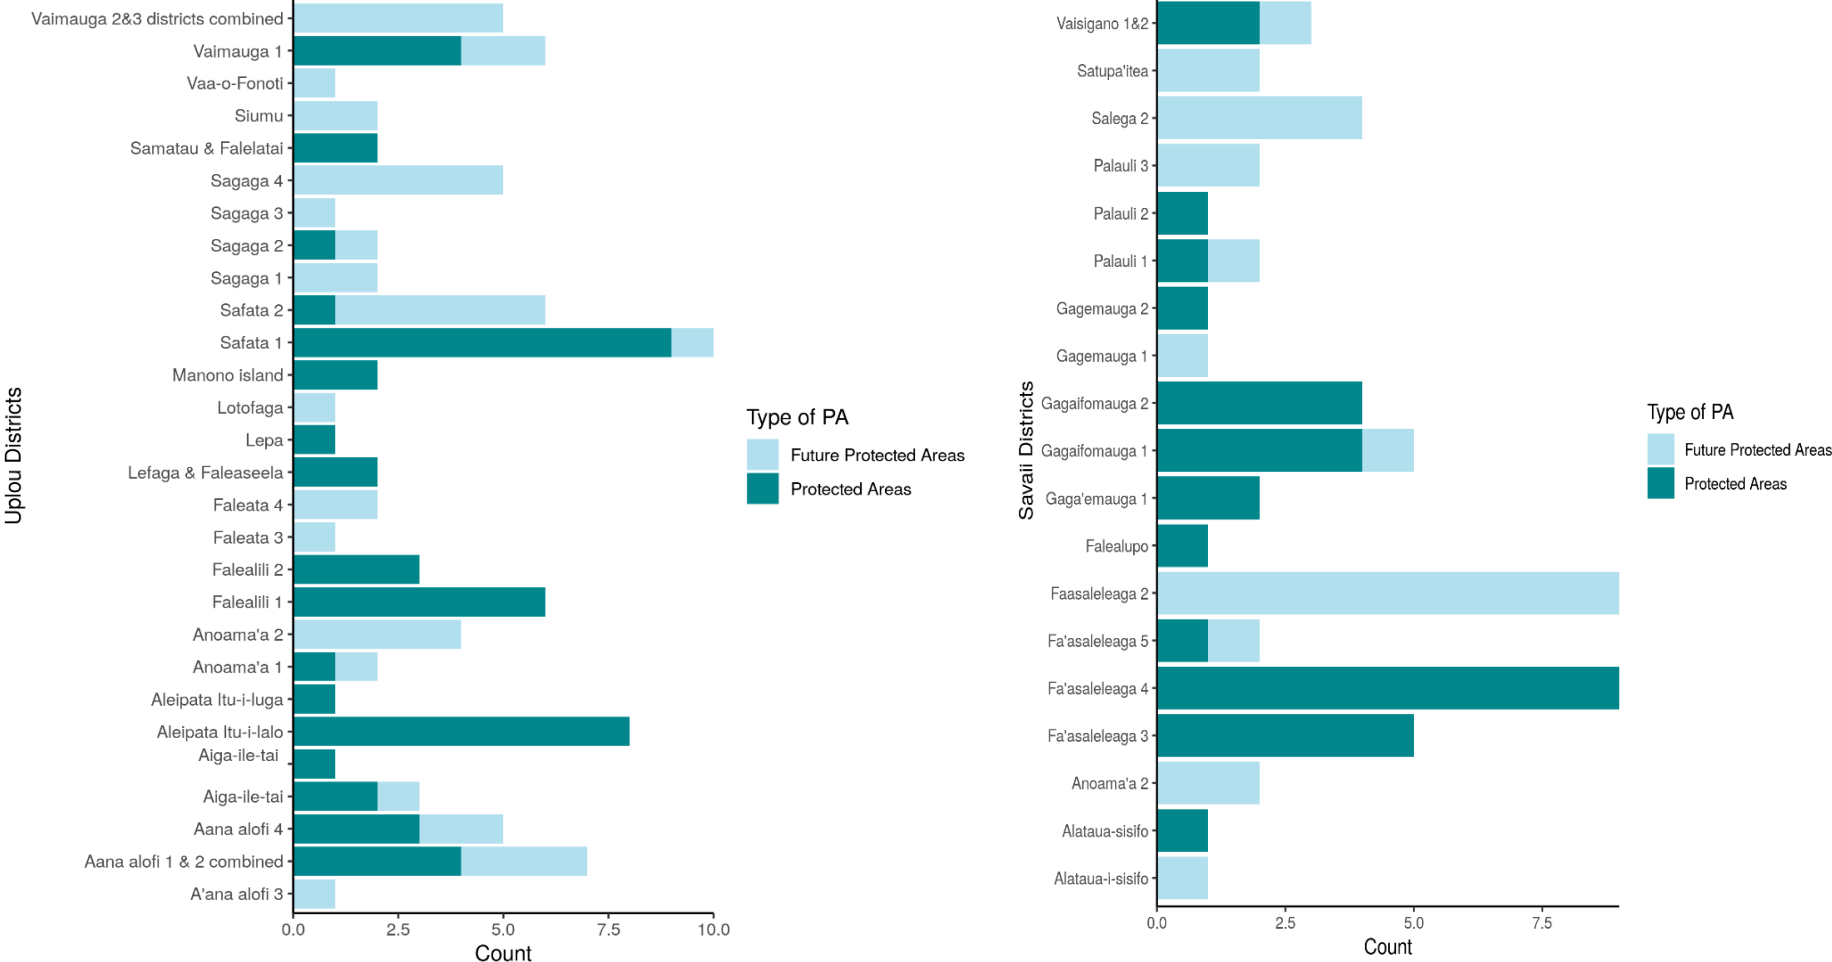 Vaimauga 2&3 districts combined
Vaimauga 1
Vaa-o-Fonoti
Siumu
Samatau & Falelatai
Sagaga 4
Sagaga 3
Sagaga 2
Sagaga 1
Safata 2
Safata 1
Manono island
Lotofaga
Lepa
Lefaga & Faleaseela
Faleata 4
Faleata 3
Falealili 2
Falealili 1
Anoama'a 2
Anoama'a 1
Aleipata Itu-i-luga
Aleipata Itu-i-lalo
Aiga-ile-tai
Aiga-ile-tai
Aana alofi 4
Aana alofi 1 & 2 combined
A'ana alofi 3
Uplou Districts
0.0 2.5 5.0 7.5 10.0
Count
Type of PA
Future Protected Areas
Protected Areas
Vaisigano 1&2
Satupa'itea
Salega 2
Palauli 3
Palauli 2
Palauli 1
Gagemauga 2
Gagemauga 1
Gagaifomauga 2
Gagaifomauga 1
Gaga'emauga 1
Falealupo
Faasaleleaga 2
Fa'asaleleaga 5
Fa'asaleleaga 4
Fa'asaleleaga 3
Anoama'a 2
Alataua-sisifo
Alataua-i-sisifo
Savaii Districts
0.0 2.5 5.0 7.5
Count
Type of PA
Future Protected Areas
Protected Areas